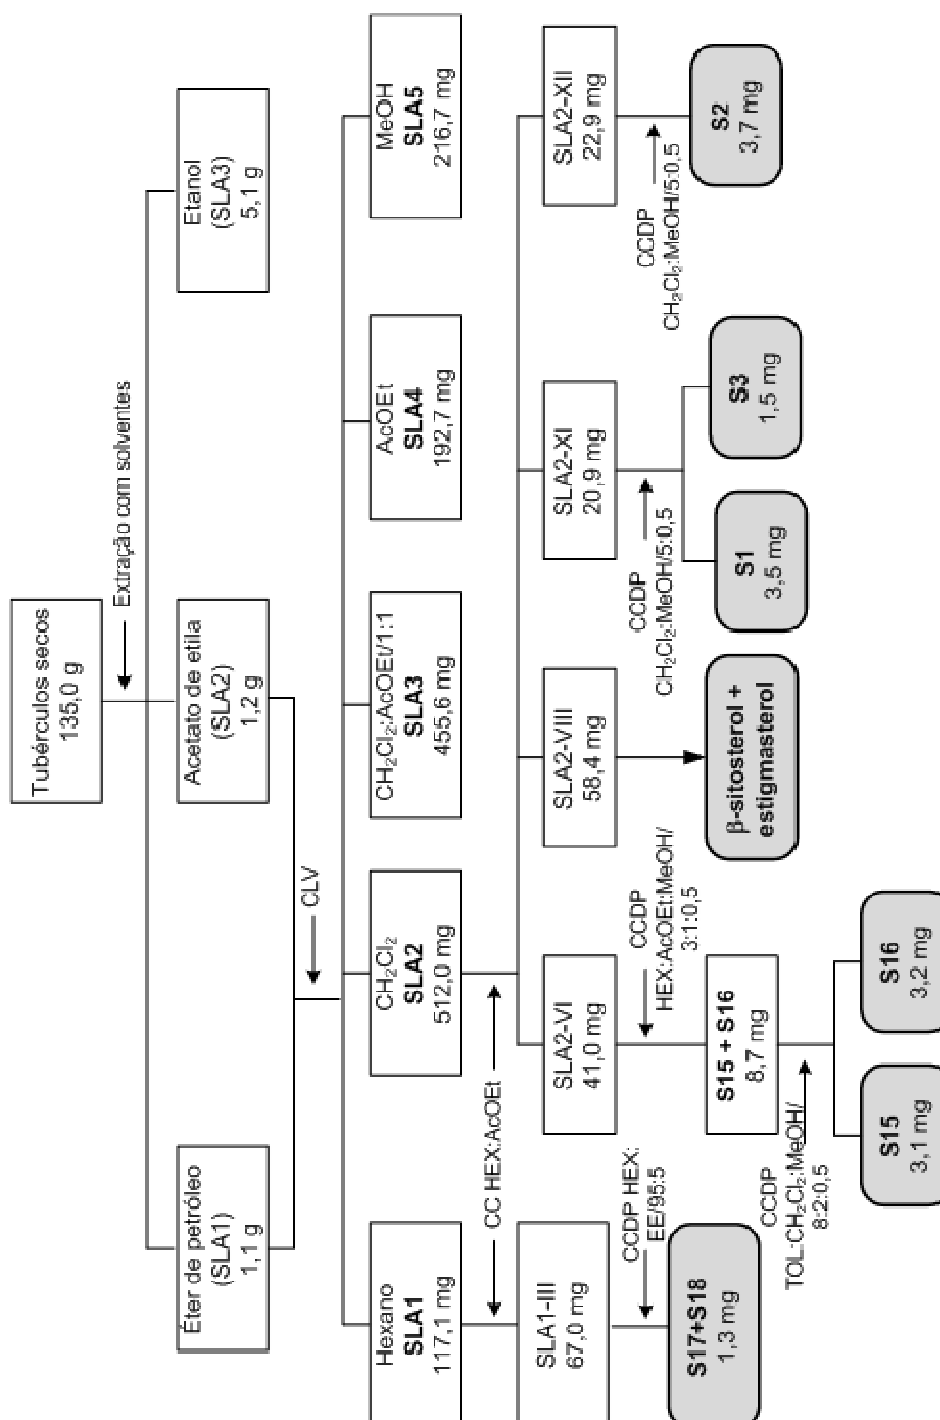 Tubérculos secos
135,0 g
Extração com solventes
Éter de petróleo
(SLA1)
1,1 g
Acetato de etila
(SLA2)
1,2 g
Etanol
(SLA3)
5,1 g
CLV
Hexano
SLA1
117,1 mg
CH₂Cl₂
SLA2
512,0 mg
CH₂Cl₂:AcOEt/1:1
SLA3
455,6 mg
AcOEt
SLA4
192,7 mg
MeOH
SLA5
216,7 mg
CC HEX:AcOEt
SLA1-III
67,0 mg
SLA2-VI
41,0 mg
SLA2-VIII
58,4 mg
SLA2-XI
20,9 mg
SLA2-XII
22,9 mg
CCDP HEX:
EE/95:5
CCDP
HEX:AcOEt:MeOH/
3:1:0,5
CCDP
CH₂Cl₂:MeOH/5:0,5
CCDP
CH₂Cl₂:MeOH/5:0,5
S17+S18
1,3 mg
S15 + S16
8,7 mg
β-sitosterol +
estigmasterol
S1
3,5 mg
S3
1,5 mg
S2
3,7 mg
CCDP
TOL:CH₂Cl₂:MeOH/
8:2:0,5
S15
3,1 mg
S16
3,2 mg